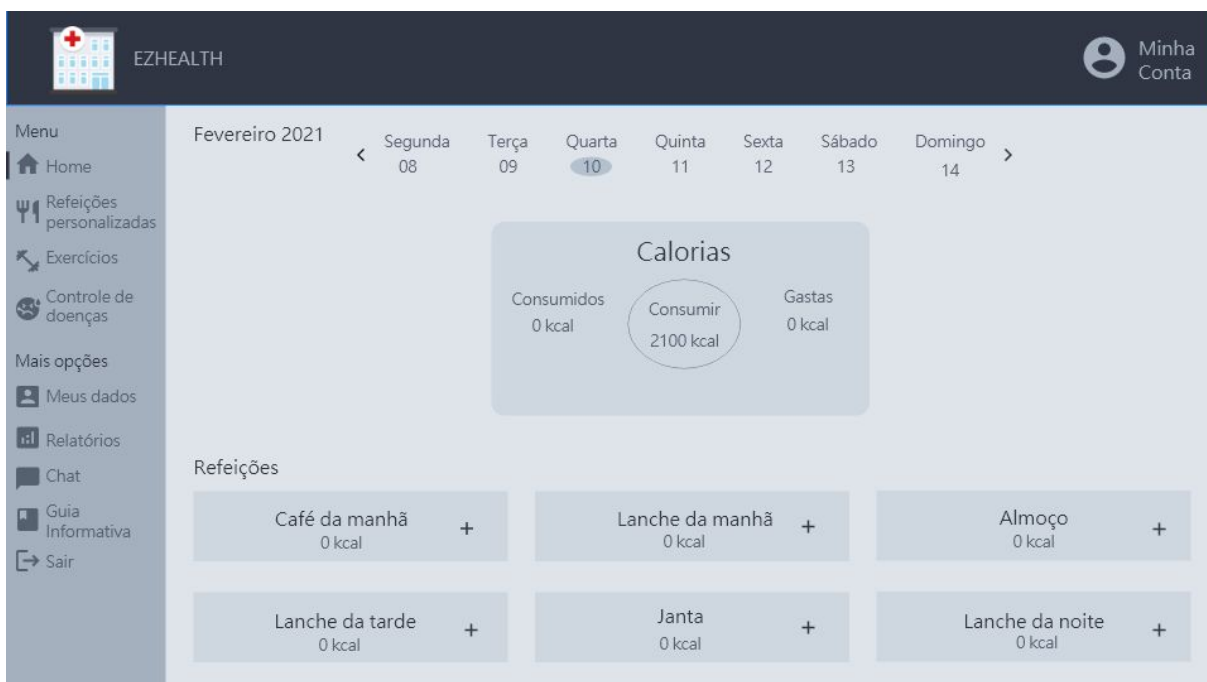 EZHEALTH
Minha
Conta
Menu
Home
Refeições
personalizadas
Exercícios
Controle de
doenças
Mais opções
Meus dados
Relatórios
Chat
Guia
Informativa
Sair
Fevereiro 2021
< Segunda Terça Quarta Quinta Sexta Sábado Domingo >
08 09 10 11 12 13 14
Calorias
Consumidos
0 kcal
Consumir
2100 kcal
Gastas
0 kcal
Refeições
Café da manhã +
0 kcal
Lanche da manhã +
0 kcal
Almoço +
0 kcal
Lanche da tarde +
0 kcal
Janta +
0 kcal
Lanche da noite +
0 kcal